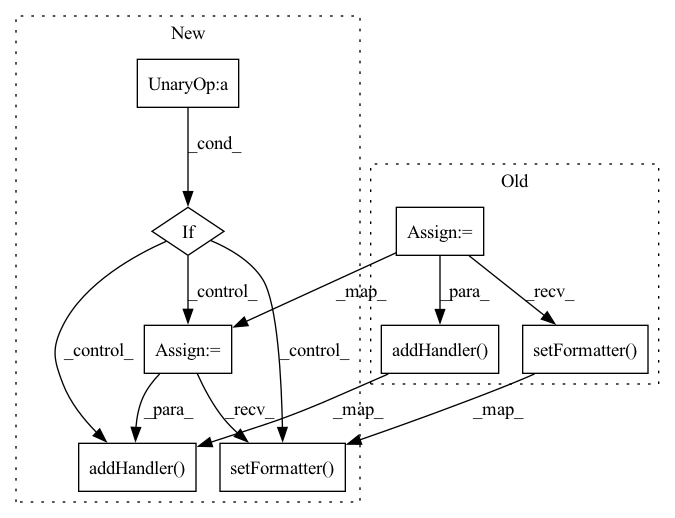 New
UnaryOp:a
_cond_
Old
If
Assign:=
_control_
_map_
_para_
_recv_
_control_
Assign:=
_control_
addHandler()
setFormatter()
_para_
_recv_
_map_
_map_
addHandler()
setFormatter()